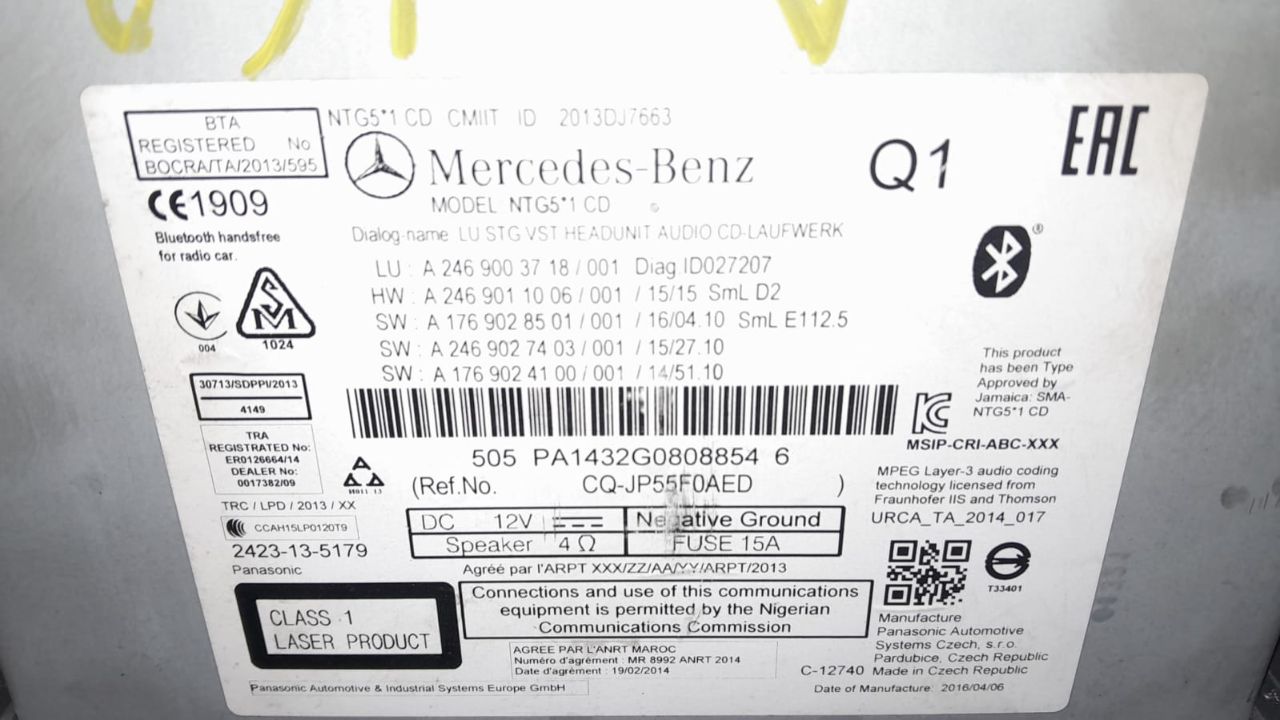 BTA
REGISTERED No
BOCRA/TA/2013/595
NTG5*1 CD CMIIT ID 2013DJ7663
Mercedes-Benz
Q1
EAC
MODEL NTG5*1 CD
CE1909
Dialog-name LU STG VST HEADUNIT AUDIO CD-LAUFWERK
Bluetooth handsfree
for radio car.
LU : A 246 900 37 18 / 001 Diag ID027207
HW : A 246 901 10 06 / 001 / 15/15 SmL D2
SW : A 176 902 85 01 / 001 / 16/04.10 SmL E112.5
SW : A 246 902 74 03 / 001 / 15/27.10
SW : A 176 902 41 00 / 001 / 14/51.10
004
1024
30713/SDPPI/2013
4149
TRA
REGISTRATED No:
ER0126664/14
DEALER No:
0017382/09
This product
has been Type
Approved by
Jamaica: SMA-
NTG5*1 CD
MSIP-CRI-ABC-XXX
505 PA1432G0808854 6
(Ref.No. CQ-JP55F0AED )
MPEG Layer-3 audio coding
technology licensed from
Fraunhofer IIS and Thomson
URCA_TA_2014_017
TRC / LPD / 2013 / XX
CCAH15LP0120T9
2423-13-5179
Panasonic
DC 12V Negative Ground
Speaker 4 Ω FUSE 15A
Agréé par l'ARPT XXX/ZZ/AA/YY/ARPT/2013
T33401
CLASS 1
LASER PRODUCT
Connections and use of this communications
equipment is permitted by the Nigerian
Communications Commission
AGREE PAR L'ANRT MAROC
Numéro d'agrément : MR 8992 ANRT 2014
Date d'agrément : 19/02/2014
Manufacture
Panasonic Automotive
Systems Czech, s.r.o.
Pardubice, Czech Republic
C-12740 Made in Czech Republic
Panasonic Automotive & Industrial Systems Europe GmbH
Date of Manufacture: 2016/04/06